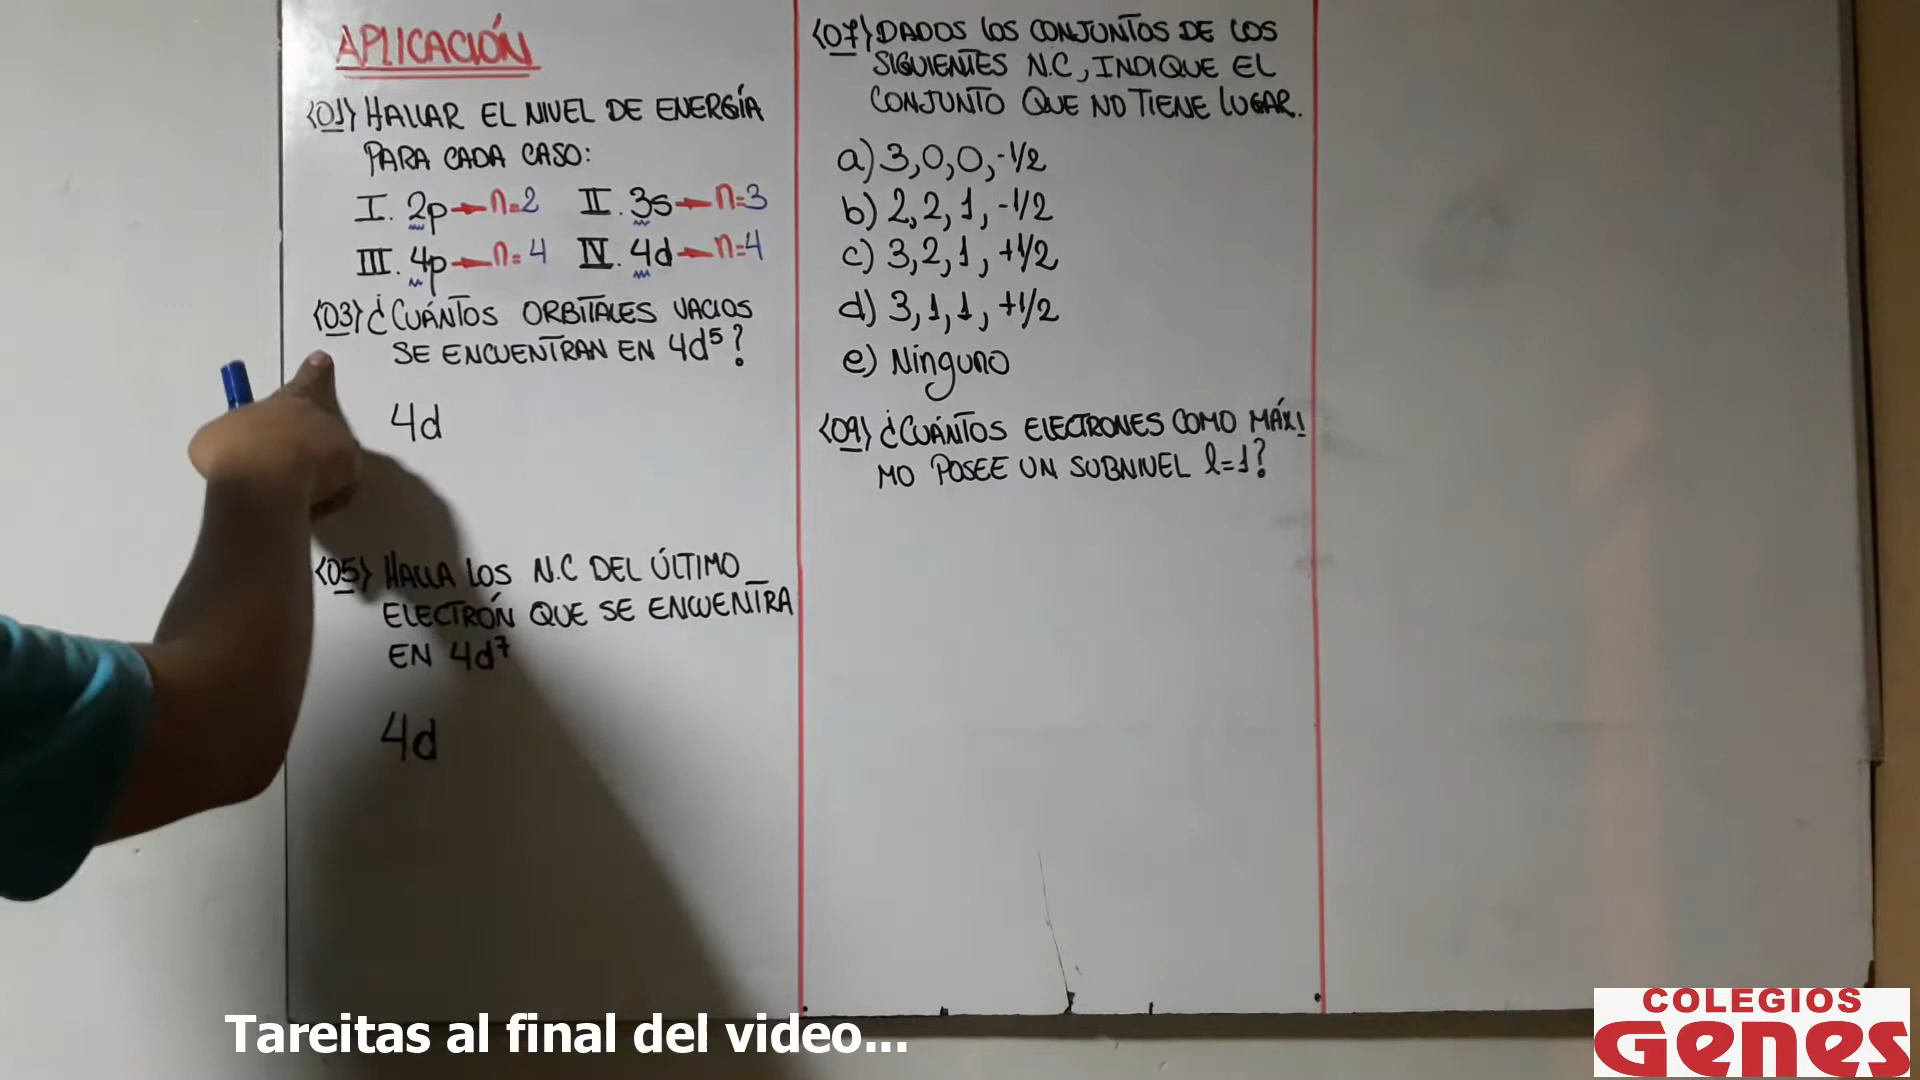 APLICACIÓN
<01> HALLAR EL NIVEL DE ENERGÍA
PARA CADA CASO:
I. 2p → n=2 II. 3s → n=3
III. 4p → n=4 IV. 4d → n=4
<03> ¿CUÁNTOS ORBITALES VACIOS
SE ENCUENTRAN EN 4d⁵?
4d
<05> HALLA LOS N.C DEL ÚLTIMO
ELECTRÓN QUE SE ENCUENTRA
EN 4d⁷
4d
<07> DADOS LOS CONJUNTOS DE LOS
SIGUIENTES N.C, INDIQUE EL
CONJUNTO QUE NO TIENE LUGAR.
a) 3,0,0,-1/2
b) 2,2,1,-1/2
c) 3,2,1,+1/2
d) 3,1,1,+1/2
e) Ninguno
<09> ¿CUÁNTOS ELECTRONES COMO MÁXI
MO POSEE UN SUBNIVEL l=1?
Tareitas al final del video...
COLEGIOS
Genes